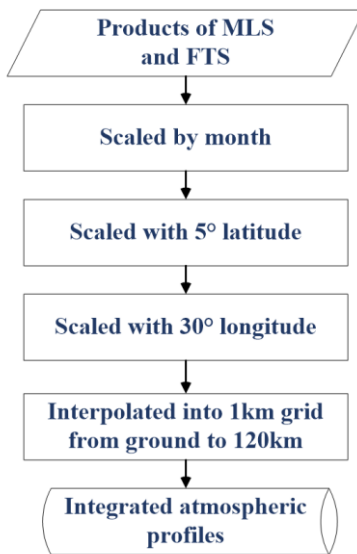 Products of MLS
and FTS
Scaled by month
Scaled with 5° latitude
Scaled with 30° longitude
Interpolated into 1km grid
from ground to 120km
Integrated atmospheric
profiles